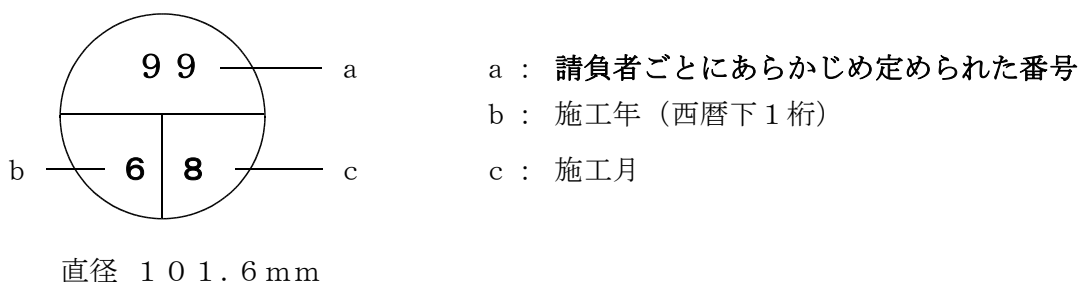 ９９
a
a : 請負者ごとにあらかじめ定められた番号
b : 施工年（西暦下１桁）
b
６
８
c
c : 施工月
直径 １０１.６mm